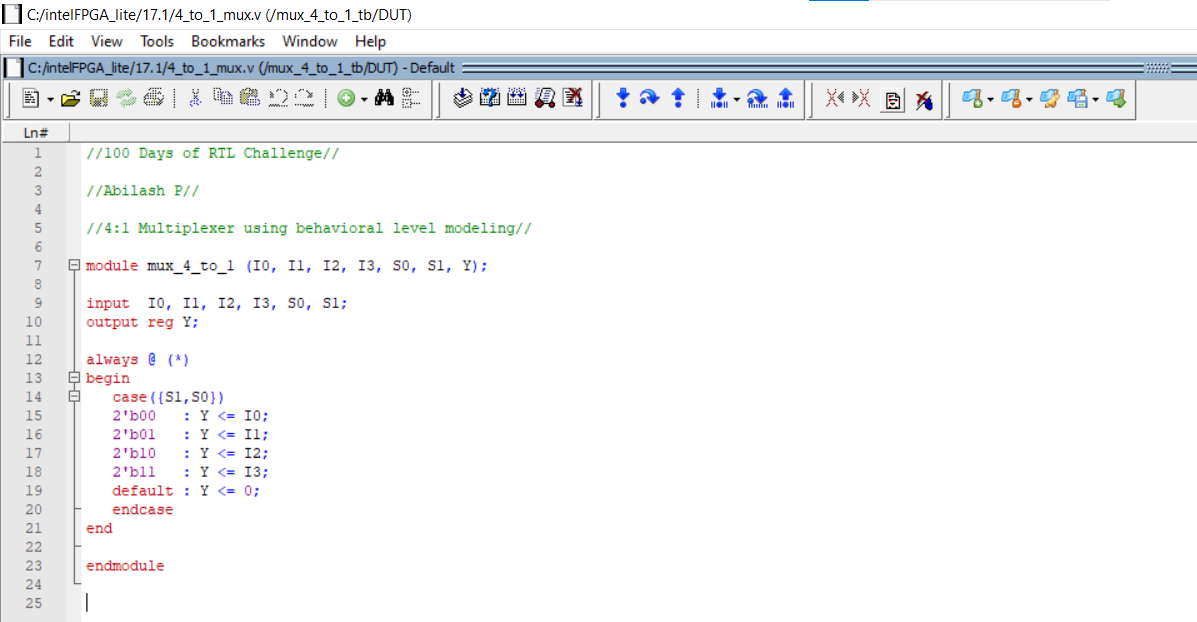 C:/intelFPGA_lite/17.1/4_to_1_mux.v (/mux_4_to_1_tb/DUT)
File Edit View Tools Bookmarks Window Help
C:/intelFPGA_lite/17.1/4_to_1_mux.v (/mux_4_to_1_tb/DUT) - Default
Ln#
1 //100 Days of RTL Challenge//
2
3 //Abilash P//
4
5 //4:1 Multiplexer using behavioral level modeling//
6
7 module mux_4_to_1 (I0, I1, I2, I3, S0, S1, Y);
8
9 input  I0, I1, I2, I3, S0, S1;
10 output reg Y;
11
12 always @ (*)
13 begin
14    case({S1,S0})
15    2'b00   : Y <= I0;
16    2'b01   : Y <= I1;
17    2'b10   : Y <= I2;
18    2'b11   : Y <= I3;
19    default : Y <= 0;
20    endcase
21 end
22
23 endmodule
24
25